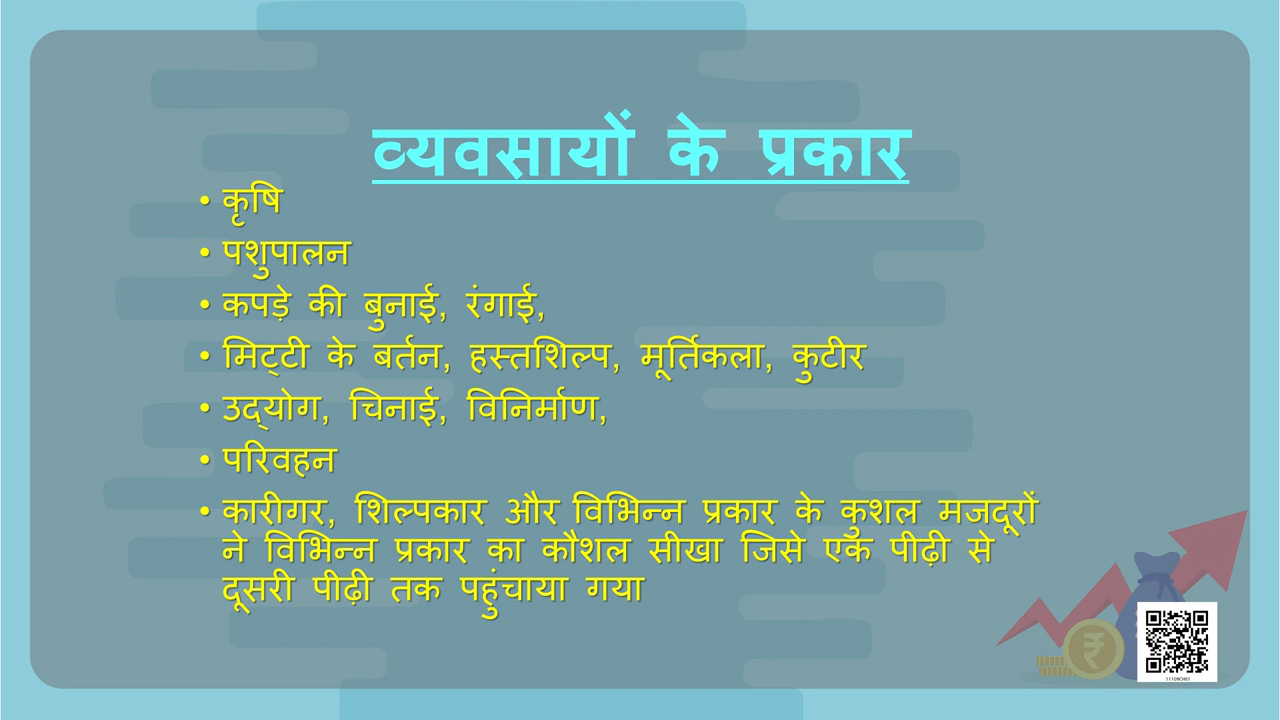 व्यवसायों के प्रकार
• कृषि
• पशुपालन
• कपड़े की बुनाई, रंगाई,
• मिट्टी के बर्तन, हस्तशिल्प, मूर्तिकला, कुटीर
• उद्योग, चिनाई, विनिर्माण,
• परिवहन
• कारीगर, शिल्पकार और विभिन्न प्रकार के कुशल मजदूरों
ने विभिन्न प्रकार का कौशल सीखा जिसे एक पीढ़ी से
दूसरी पीढ़ी तक पहुंचाया गया
₹